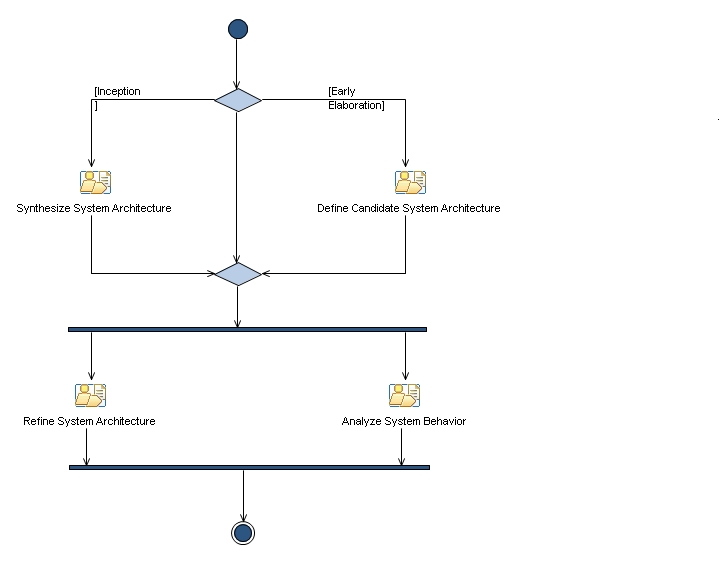 [Inception
]
[Early
Elaboration]
Synthesize System Architecture
Define Candidate System Architecture
Refine System Architecture
Analyze System Behavior